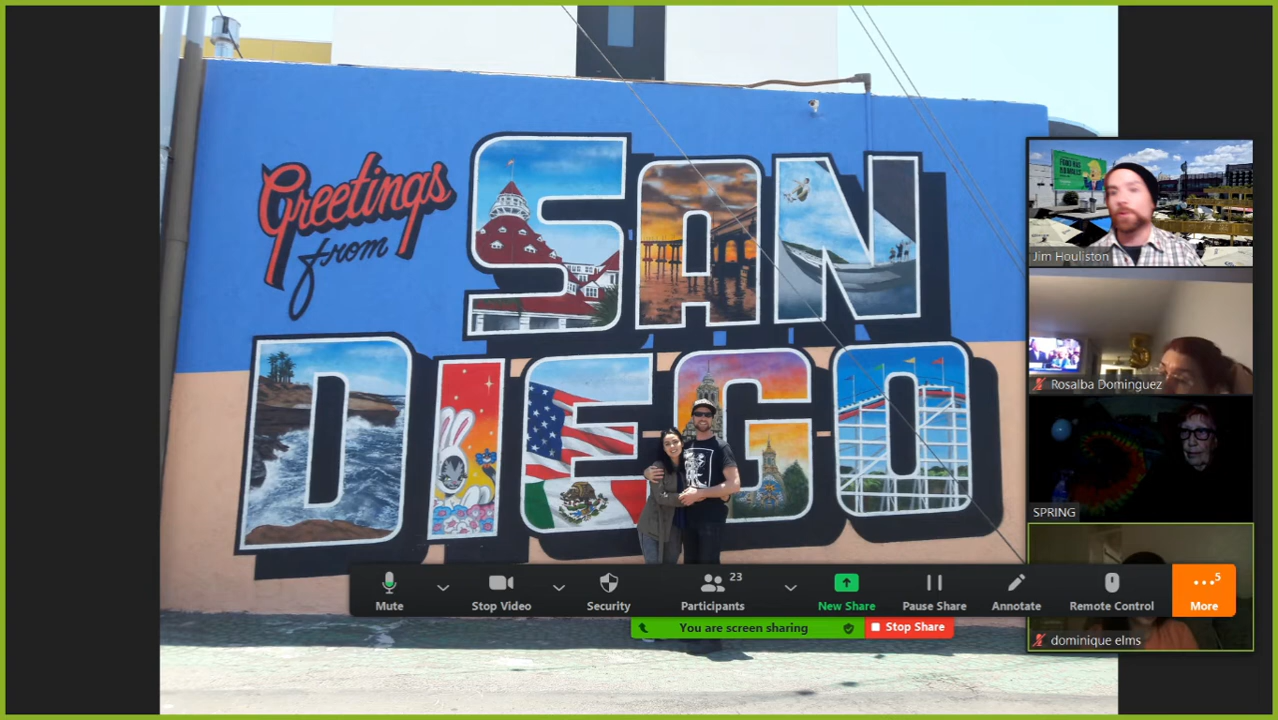 Greetings
from
SAN
DIEGO
Jim Houliston
Rosalba Dominguez
SPRING
dominique elms
Mute
Stop Video
Security
Participants
23
New Share
Pause Share
Annotate
Remote Control
More
5
You are screen sharing
Stop Share